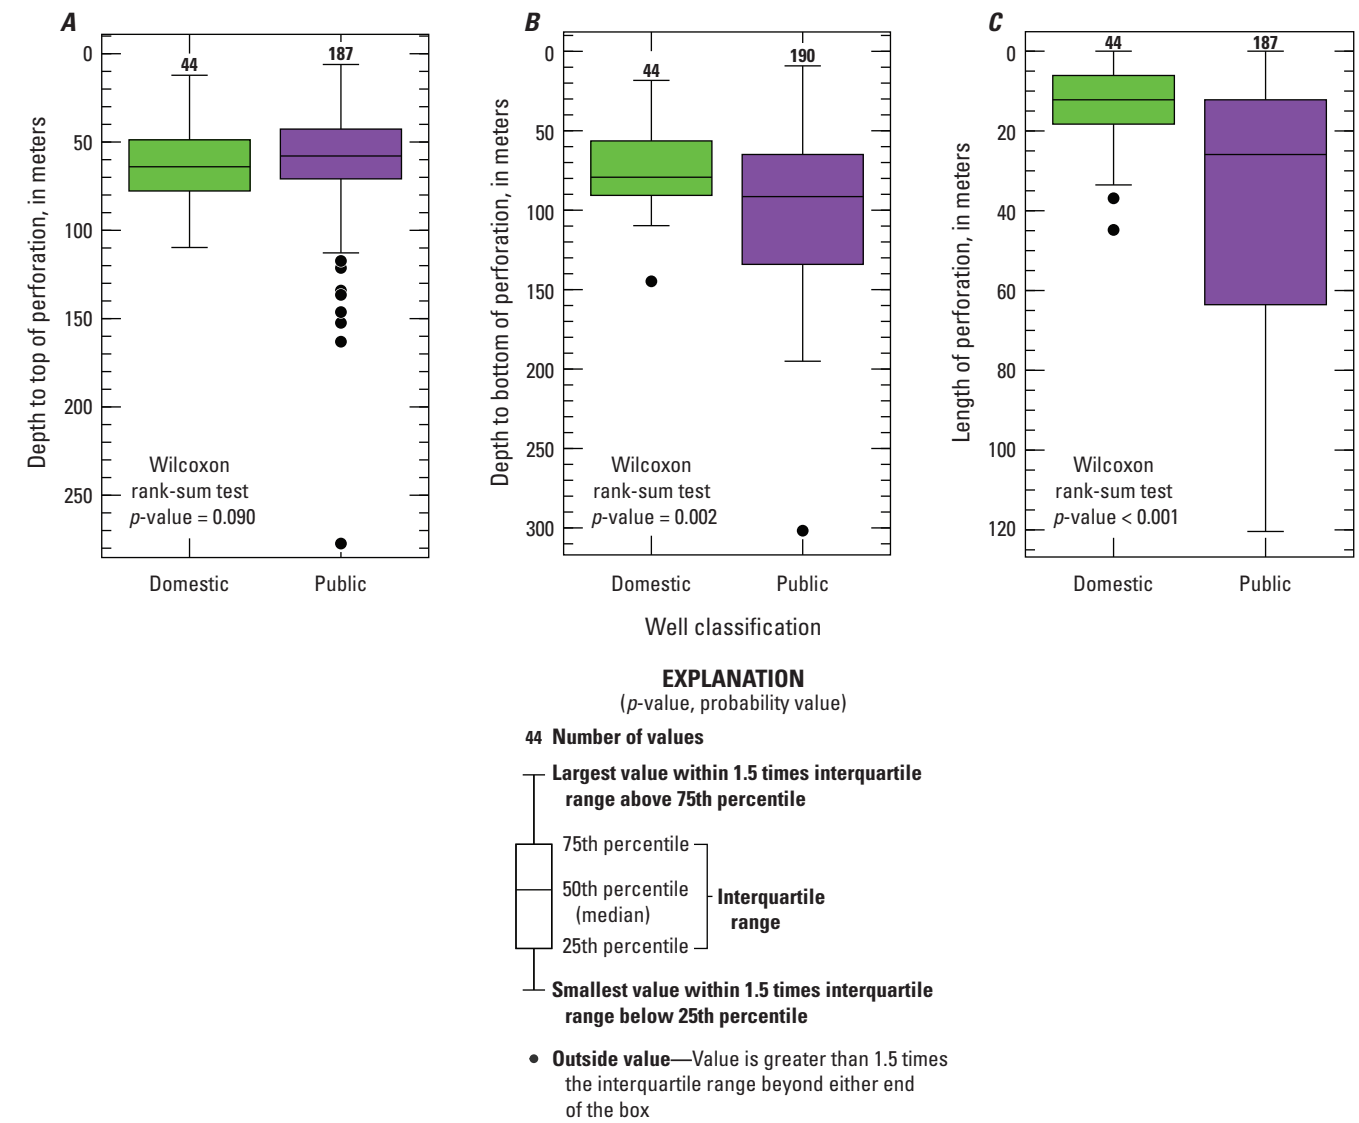 A
Depth to top of perforation, in meters
0
50
100
150
200
250
44
187
Wilcoxon
rank-sum test
p-value = 0.090
Domestic
Public
B
Depth to bottom of perforation, in meters
0
50
100
150
200
250
300
44
190
Wilcoxon
rank-sum test
p-value = 0.002
Domestic
Public
C
Length of perforation, in meters
0
20
40
60
80
100
120
44
187
Wilcoxon
rank-sum test
p-value < 0.001
Domestic
Public
Well classification
EXPLANATION
(p-value, probability value)
44 Number of values
Largest value within 1.5 times interquartile
range above 75th percentile
75th percentile
50th percentile
(median)
25th percentile
Interquartile
range
Smallest value within 1.5 times interquartile
range below 25th percentile
Outside value—Value is greater than 1.5 times
the interquartile range beyond either end
of the box